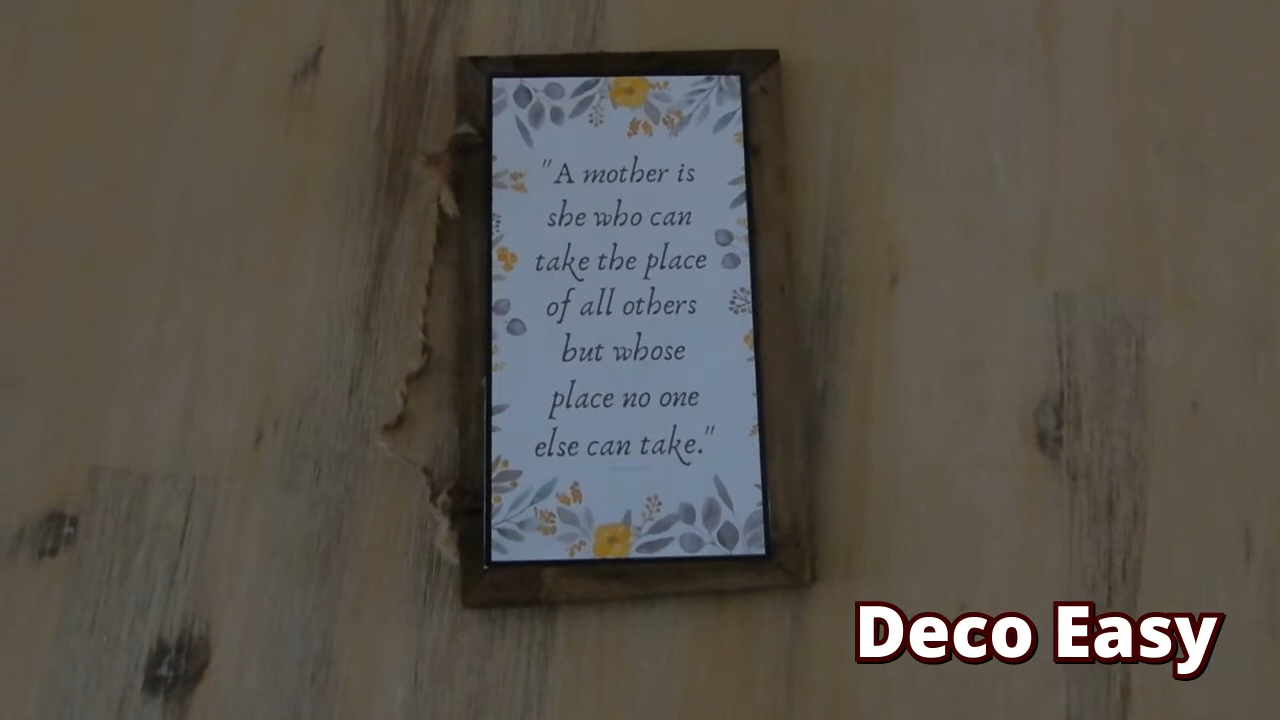 "A mother is
she who can
take the place
of all others
but whose
place no one
else can take."
Deco Easy